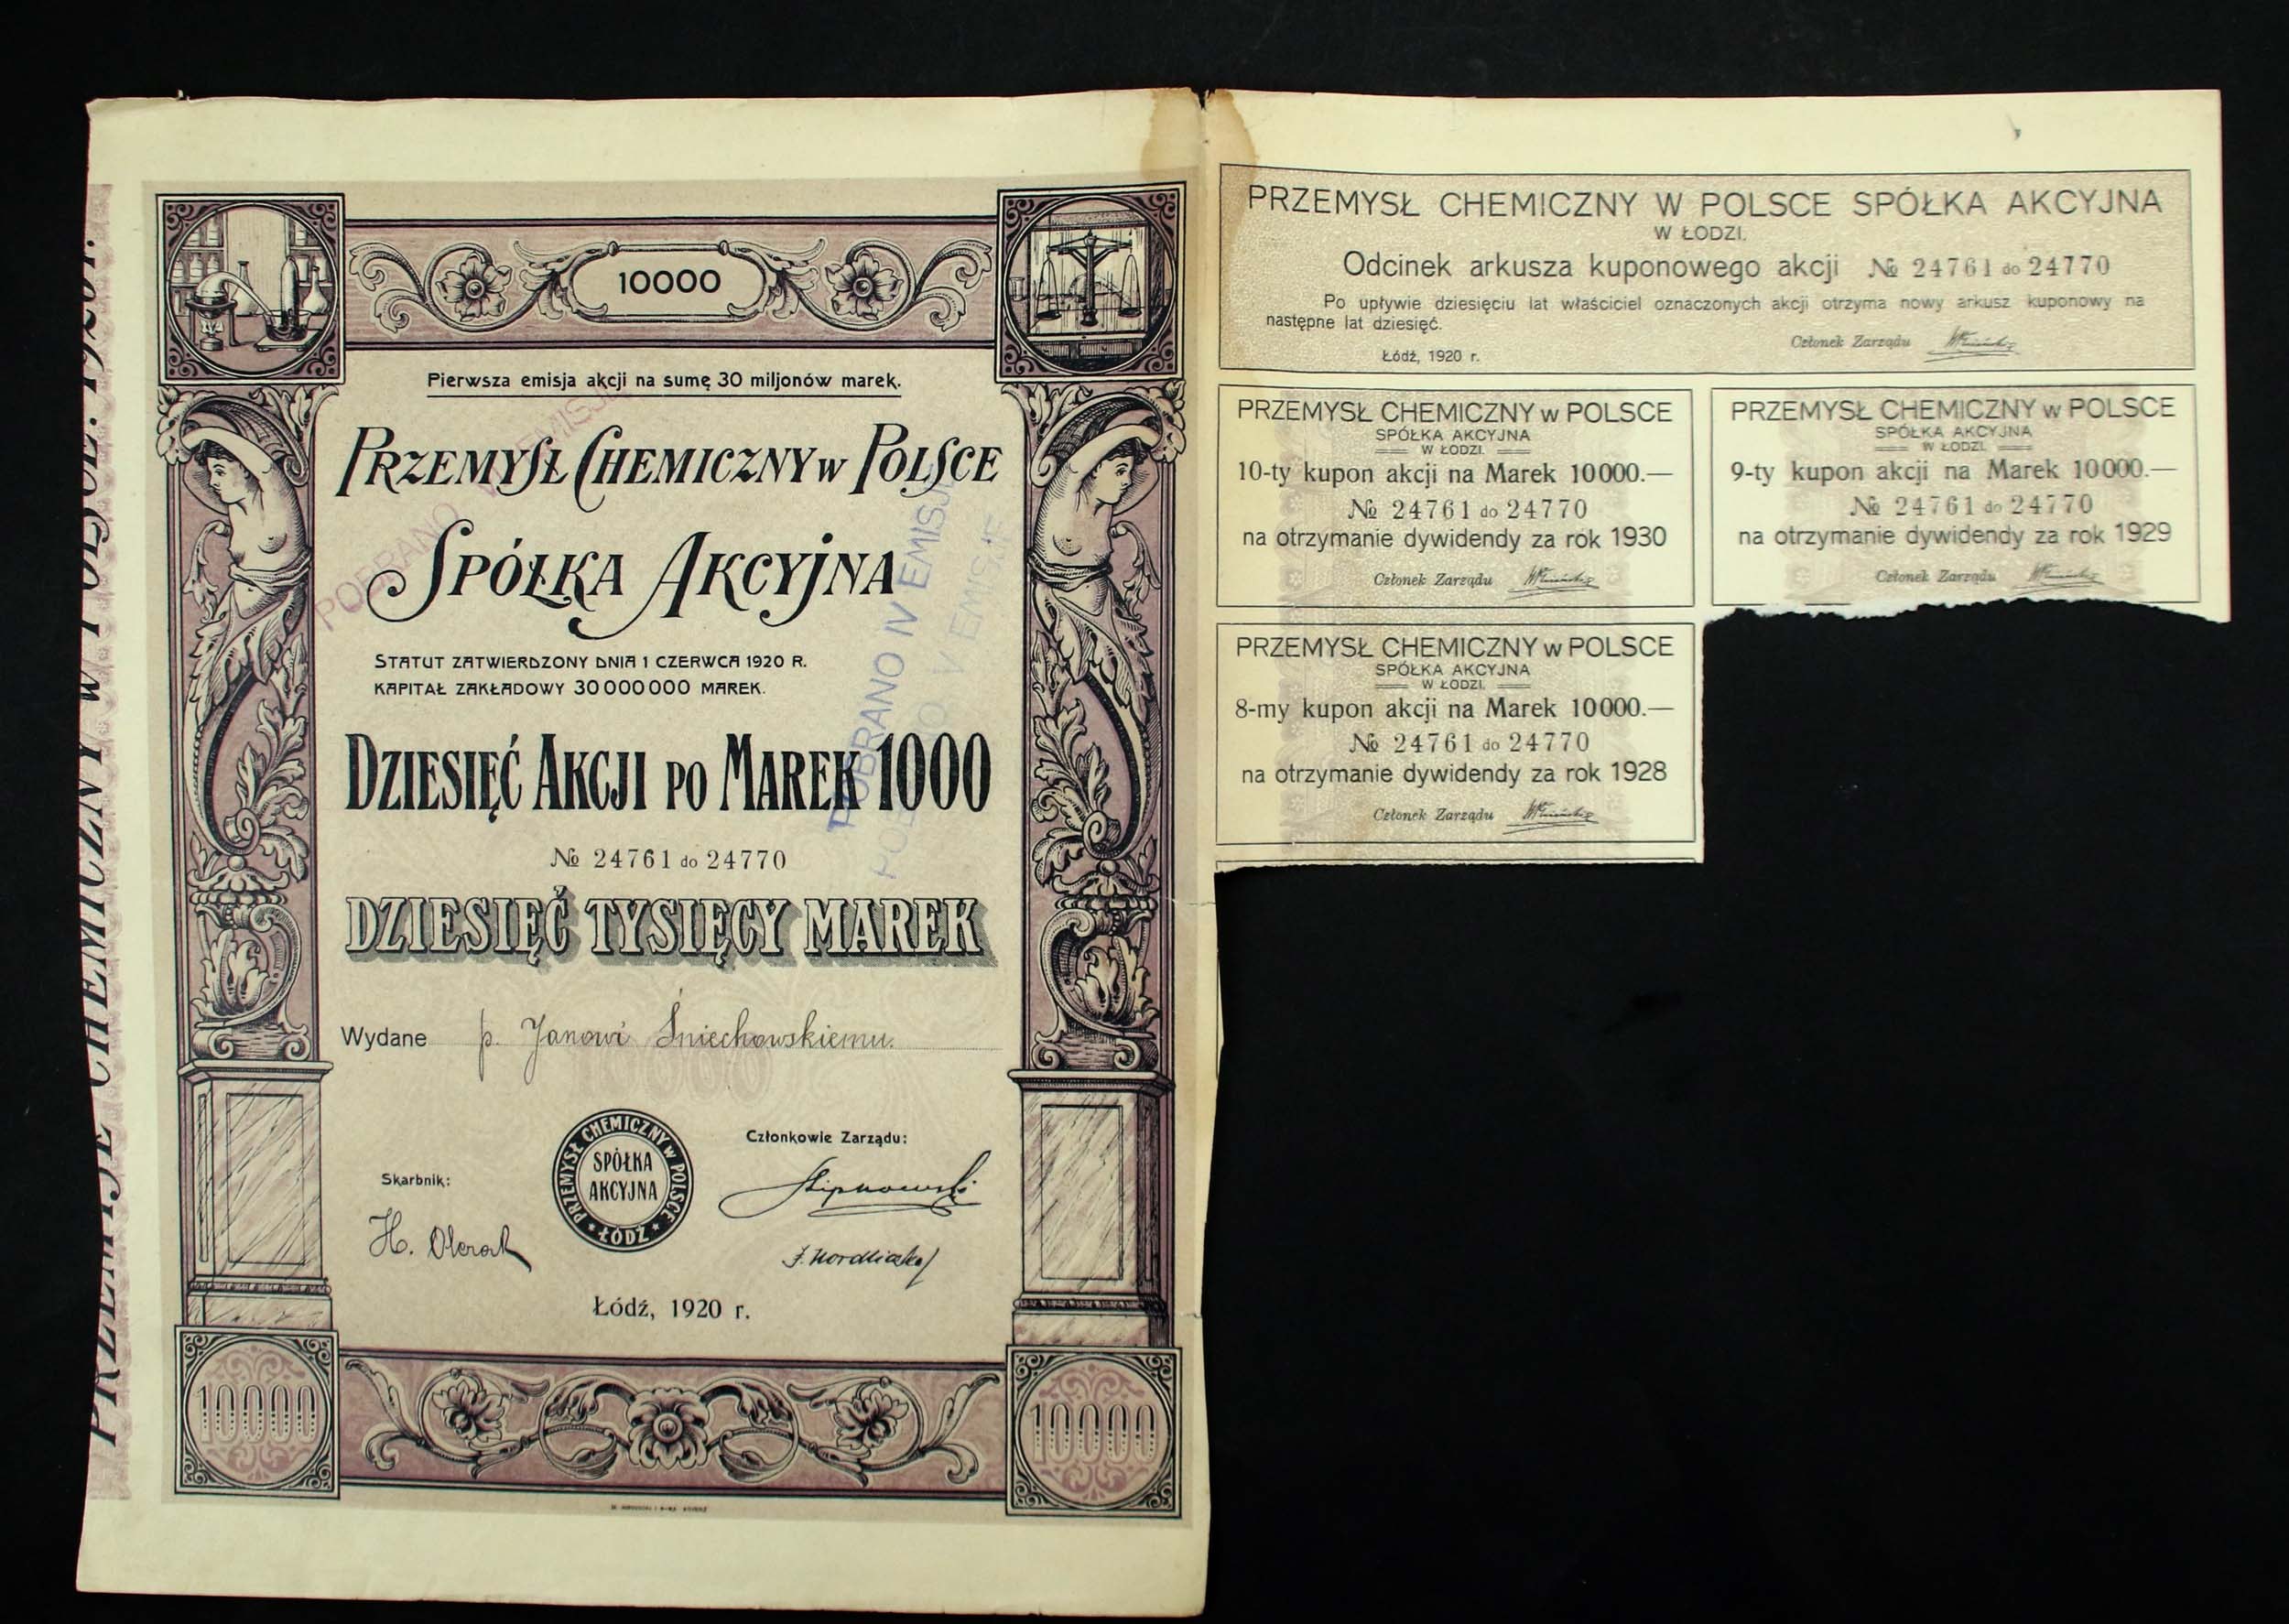 10000
Pierwsza emisja akcji na sumę 30 miljonów marek.
PRZEMYSŁ CHEMICZNY w POLSCE
SPÓŁKA AKCYJNA
STATUT ZATWIERDZONY DNIA 1 CZERWCA 1920 R.
KAPITAŁ ZAKŁADOWY 30 000 000 MAREK.
DZIESIĘĆ AKCJI PO MAREK 1000
№ 24761 do 24770
DZIESIĘĆ TYSIĘCY MAREK
Wydane p. Janowi Śniechowskiemu.
10000
PRZEMYSŁ CHEMICZNY w POLSCE
SPÓŁKA
AKCYJNA
ŁÓDŹ
Skarbnik:
Członkowie Zarządu:
Łódź, 1920 r.
10000
10000
POBRANO EMISJĘ
POBRANO IV EMISJĘ
V EMISJE
PRZEMYSŁ CHEMICZNY W POLSCE SPÓŁKA AKCYJNA
W ŁODZI.
Odcinek arkusza kuponowego akcji № 24761 do 24770
Po upływie dziesięciu lat właściciel oznaczonych akcji otrzyma nowy arkusz kuponowy na
następne lat dziesięć.
Członek Zarządu
Łódź, 1920 r.
PRZEMYSŁ CHEMICZNY w POLSCE
SPÓŁKA AKCYJNA
W ŁODZI.
10-ty kupon akcji na Marek 10000.—
№ 24761 do 24770
na otrzymanie dywidendy za rok 1930
Członek Zarządu
PRZEMYSŁ CHEMICZNY w POLSCE
SPÓŁKA AKCYJNA
W ŁODZI.
9-ty kupon akcji na Marek 10000.—
№ 24761 do 24770
na otrzymanie dywidendy za rok 1929
Członek Zarządu
PRZEMYSŁ CHEMICZNY w POLSCE
SPÓŁKA AKCYJNA
W ŁODZI.
8-my kupon akcji na Marek 10000.—
№ 24761 do 24770
na otrzymanie dywidendy za rok 1928
Członek Zarządu